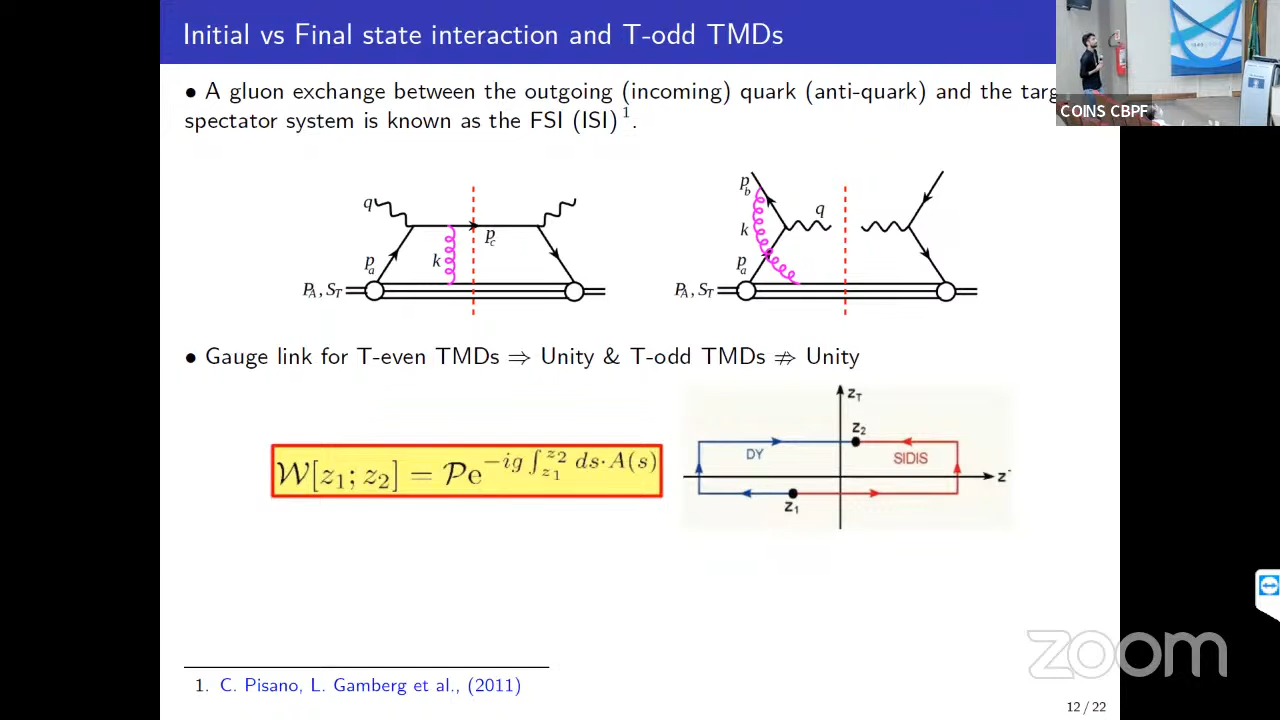 Initial vs Final state interaction and T-odd TMDs
COINS CBPF
• A gluon exchange between the outgoing (incoming) quark (anti-quark) and the
spectator system is known as the FSI (ISI) 1.
q
p_c
k
p_a
P_A, S_T
p_b
q
k
p_a
P_A, S_T
• Gauge link for T-even TMDs ⇒ Unity & T-odd TMDs ⇏ Unity
W[z_1; z_2] = Pe^{-ig ∫_{z_1}^{z_2} ds·A(s)}
z_T
z_2
DY
SIDIS
z^-
z_1
zoom
1. C. Pisano, L. Gamberg et al., (2011)
12 / 22